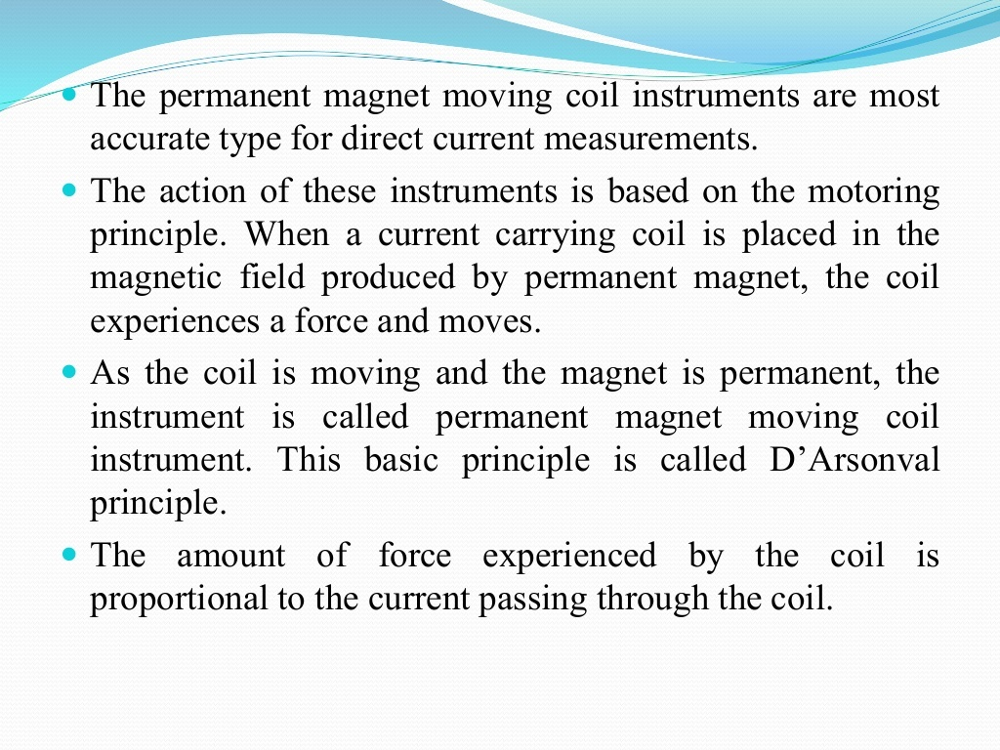 The permanent magnet moving coil instruments are most
accurate type for direct current measurements.
The action of these instruments is based on the motoring
principle. When a current carrying coil is placed in the
magnetic field produced by permanent magnet, the coil
experiences a force and moves.
As the coil is moving and the magnet is permanent, the
instrument is called permanent magnet moving coil
instrument. This basic principle is called D’Arsonval
principle.
The amount of force experienced by the coil is
proportional to the current passing through the coil.